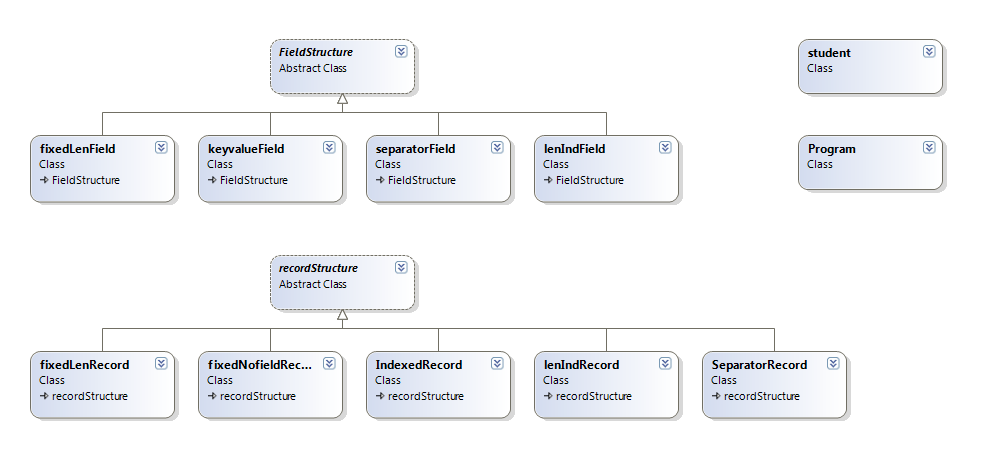 FieldStructure
Abstract Class
student
Class
fixedLenField
Class
FieldStructure
keyvalueField
Class
FieldStructure
separatorField
Class
FieldStructure
lenIndField
Class
FieldStructure
Program
Class
recordStructure
Abstract Class
fixedLenRecord
Class
recordStructure
fixedNofieldRec...
Class
recordStructure
IndexedRecord
Class
recordStructure
lenIndRecord
Class
recordStructure
SeparatorRecord
Class
recordStructure